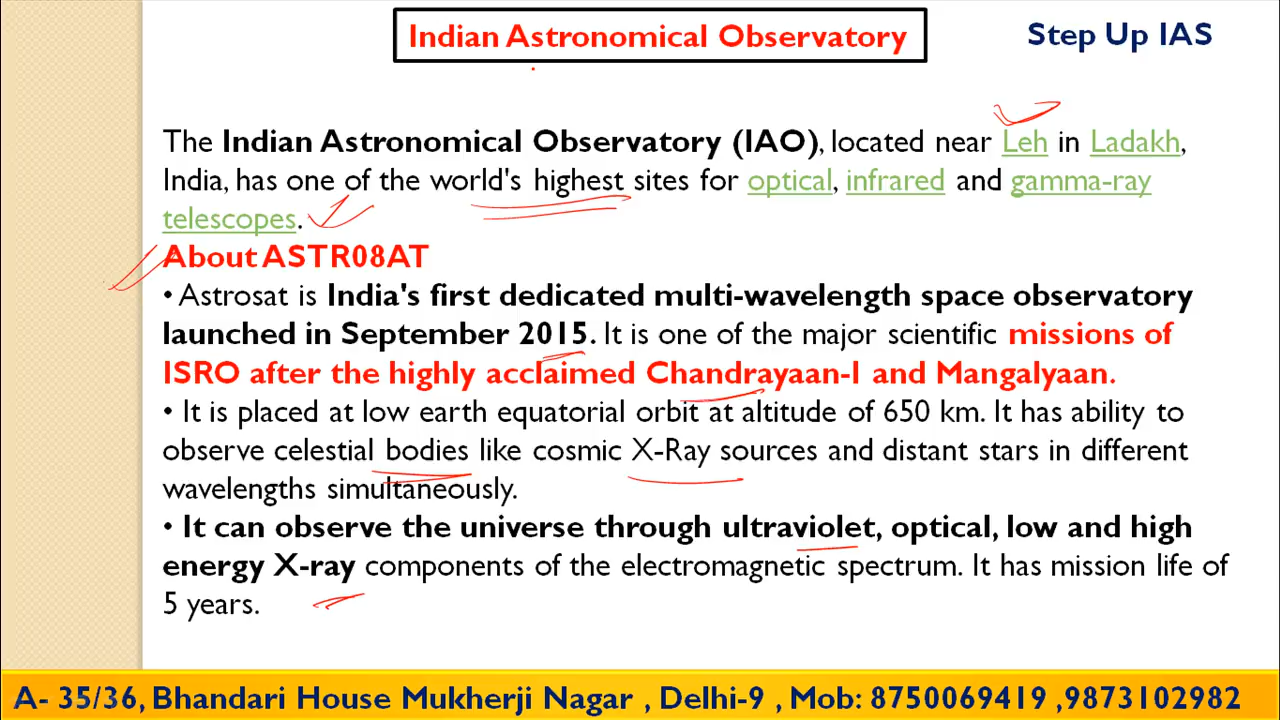 Indian Astronomical Observatory
Step Up IAS
The Indian Astronomical Observatory (IAO), located near Leh in Ladakh,
India, has one of the world's highest sites for optical, infrared and gamma-ray
telescopes.
About ASTR08AT
• Astrosat is India's first dedicated multi-wavelength space observatory
launched in September 2015. It is one of the major scientific missions of
ISRO after the highly acclaimed Chandrayaan-I and Mangalyaan.
• It is placed at low earth equatorial orbit at altitude of 650 km. It has ability to
observe celestial bodies like cosmic X-Ray sources and distant stars in different
wavelengths simultaneously.
• It can observe the universe through ultraviolet, optical, low and high
energy X-ray components of the electromagnetic spectrum. It has mission life of
5 years.
A- 35/36, Bhandari House Mukherji Nagar , Delhi-9 , Mob: 8750069419 ,9873102982